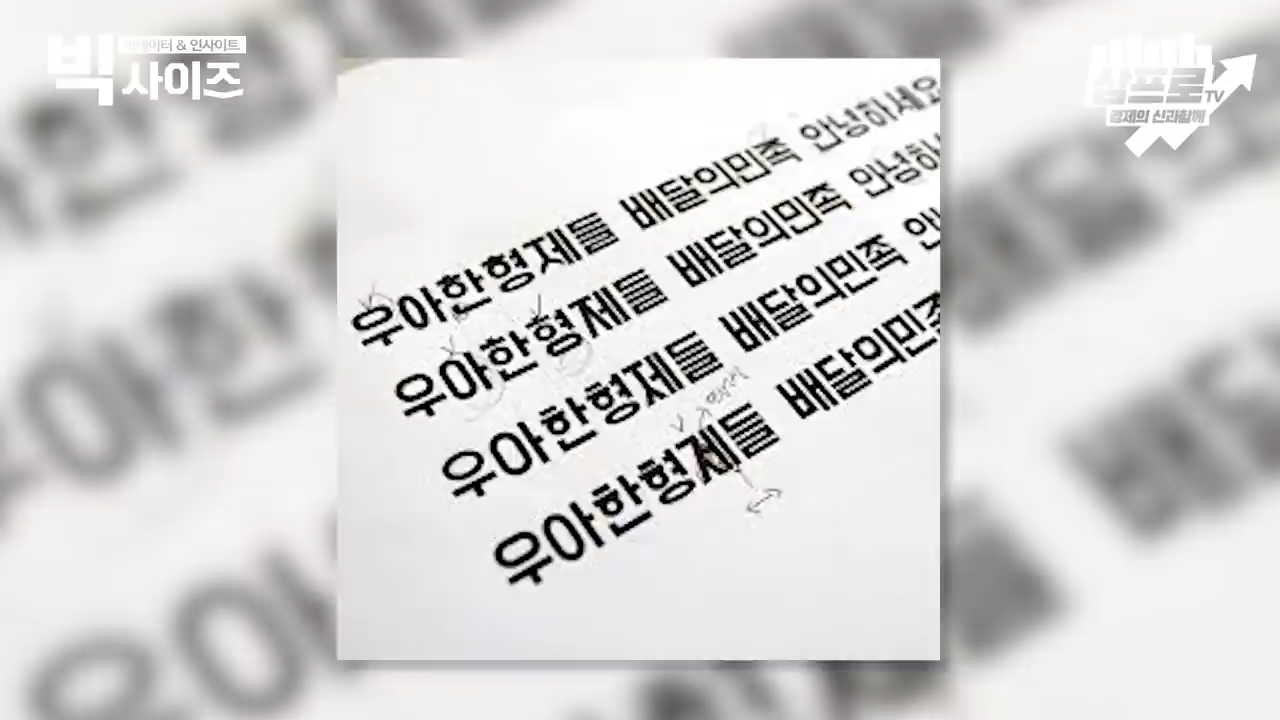 빅데이터 & 인사이트
빅사이즈
삼프로TV
경제의 신과함께
우아한형제들 배달의민족 안녕하세요
우아한형제들 배달의민족 안녕하
우아한형제들 배달의민족 안
우아한형제들 배달의민족